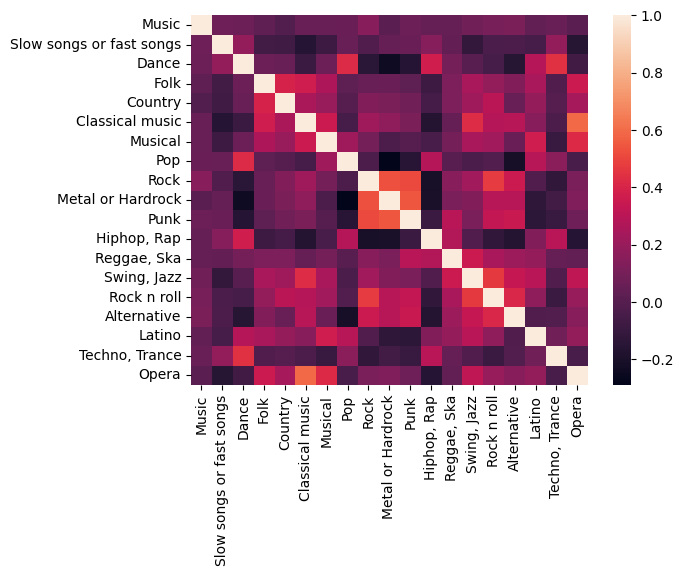 Music
Slow songs or fast songs
Dance
Folk
Country
Classical music
Musical
Pop
Rock
Metal or Hardrock
Punk
Hiphop, Rap
Reggae, Ska
Swing, Jazz
Rock n roll
Alternative
Latino
Techno, Trance
Opera
Music
Slow songs or fast songs
Dance
Folk
Country
Classical music
Musical
Pop
Rock
Metal or Hardrock
Punk
Hiphop, Rap
Reggae, Ska
Swing, Jazz
Rock n roll
Alternative
Latino
Techno, Trance
Opera
1.0
0.8
0.6
0.4
0.2
0.0
−0.2